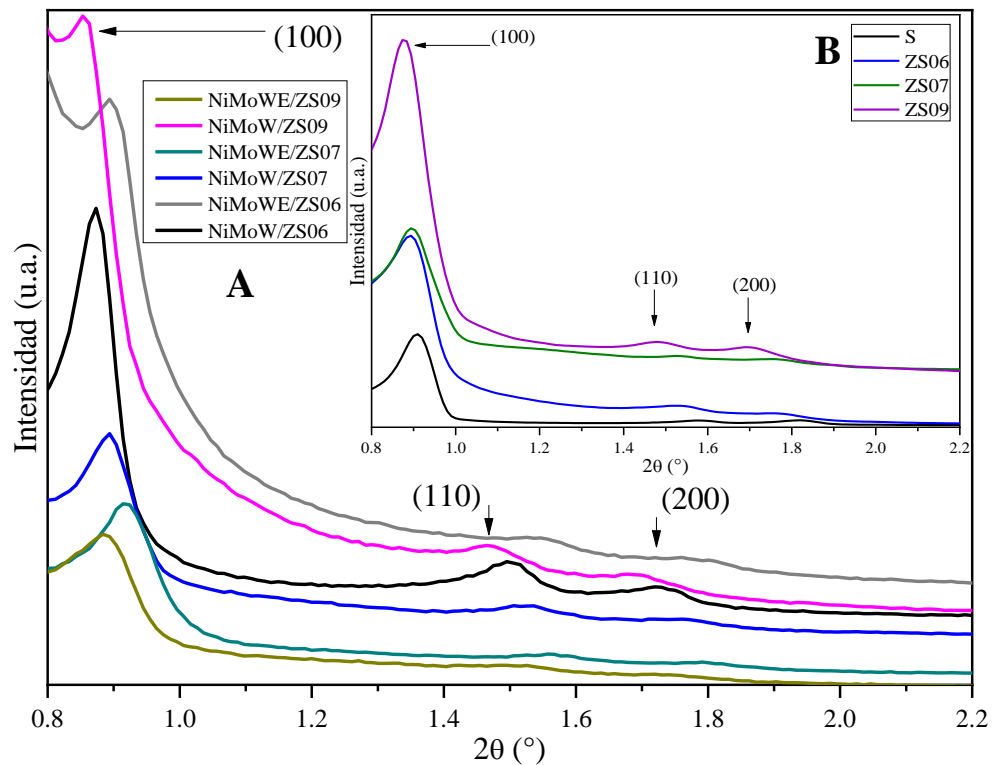 (100)
NiMoWE/ZS09
NiMoW/ZS09
NiMoWE/ZS07
NiMoW/ZS07
NiMoWE/ZS06
NiMoW/ZS06
A
Intensidad (u.a.)
(110)
(200)
0.8 1.0 1.2 1.4 1.6 1.8 2.0 2.2
2θ (°)
B
S
ZS06
ZS07
ZS09
(100)
(110)
(200)
Intensidad (u.a.)
0.8 1.0 1.2 1.4 1.6 1.8 2.0 2.2
2θ (°)